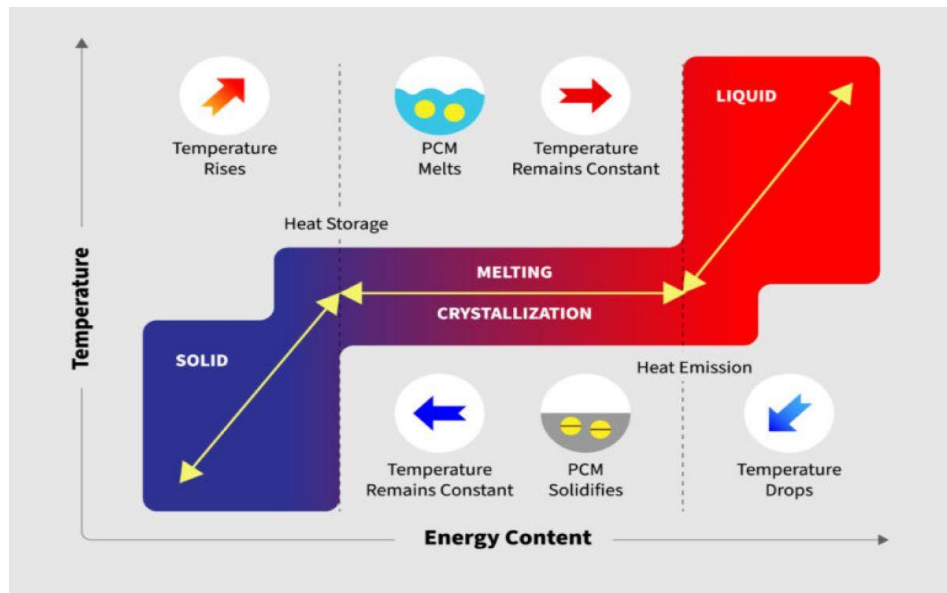 LIQUID
Temperature
Rises
PCM
Melts
Temperature
Remains Constant
Heat Storage
MELTING
CRYSTALLIZATION
SOLID
Temperature
Heat Emission
Temperature
Remains Constant
PCM
Solidifies
Temperature
Drops
Energy Content